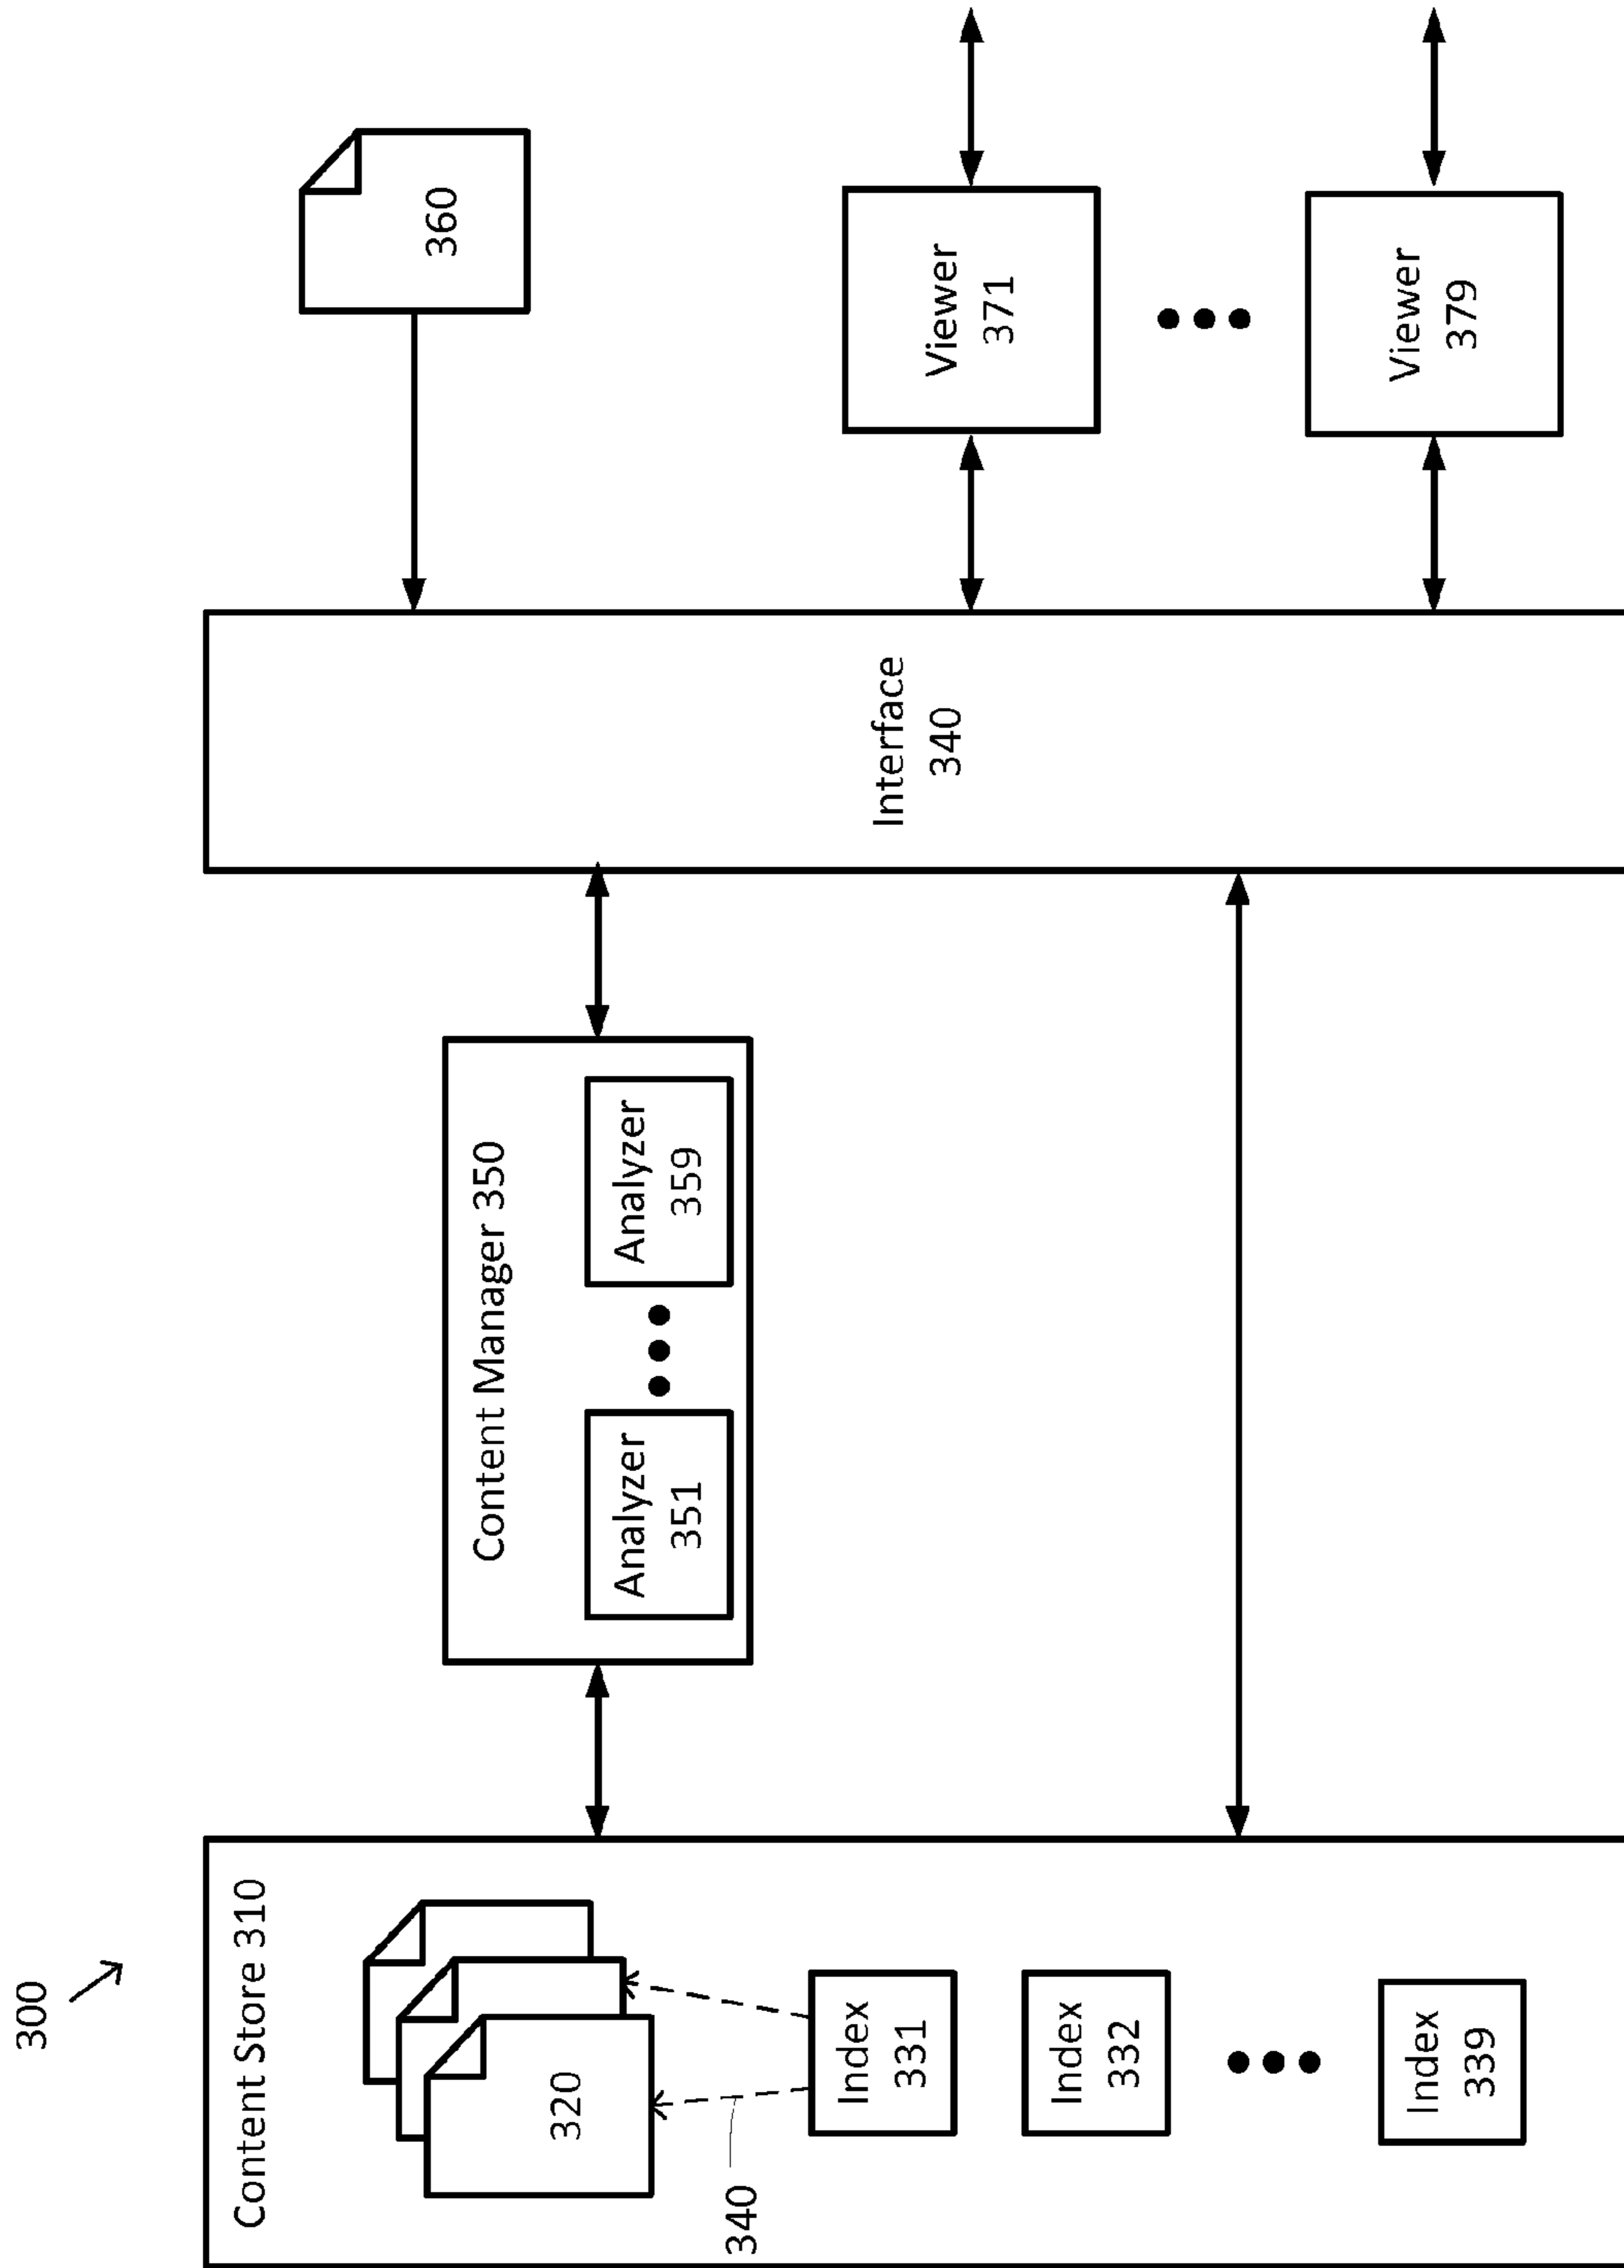 300
Content Store 310
320
340
Index
331
Index
332
Index
339
Content Manager 350
Analyzer
351
Analyzer
359
Interface
340
360
Viewer
371
Viewer
379